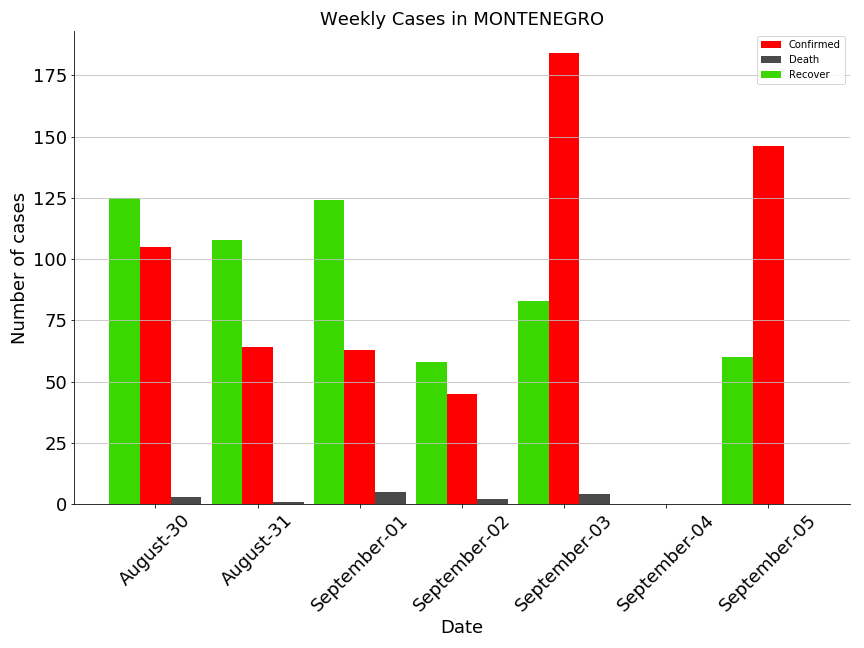 Weekly Cases in MONTENEGRO
Confirmed
Death
Recover
Number of cases
175
150
125
100
75
50
25
0
August-30
August-31
September-01
September-02
September-03
September-04
September-05
Date